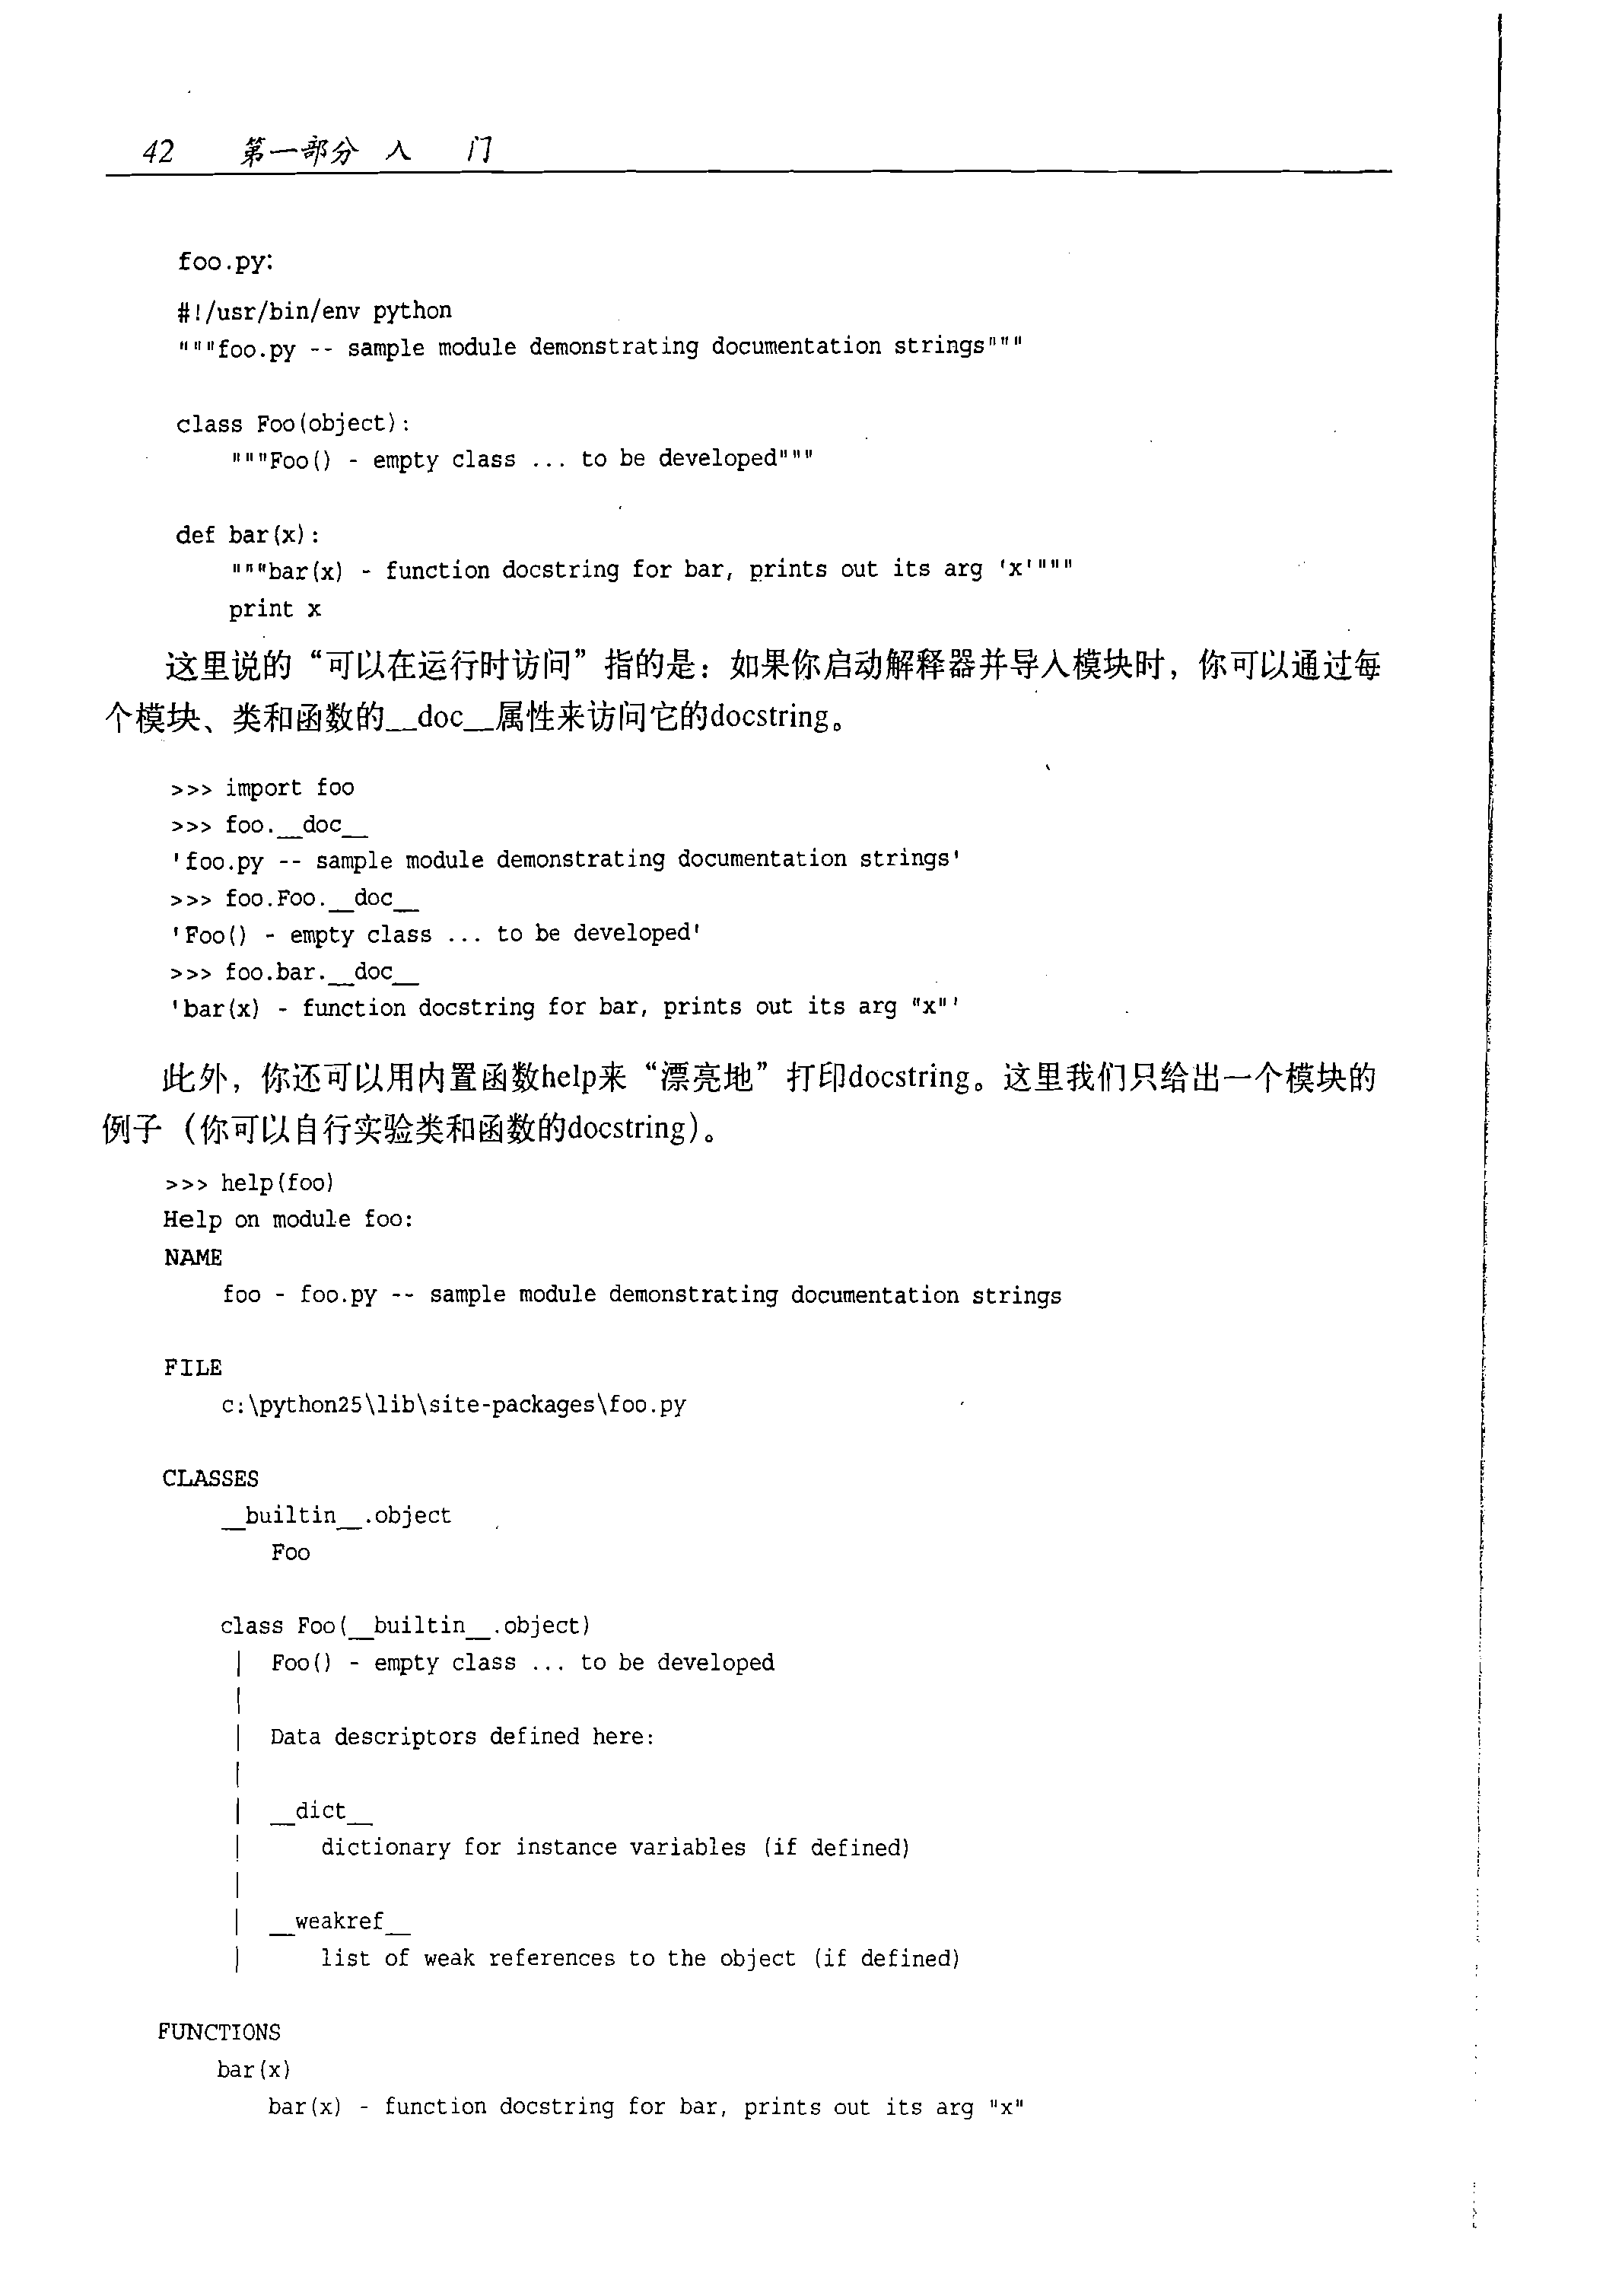 42 第一部分 入 门
foo.py:
#!/usr/bin/env python
"""foo.py -- sample module demonstrating documentation strings"""
class Foo(object):
    """Foo() - empty class ... to be developed"""
def bar(x):
    """bar(x) - function docstring for bar, prints out its arg 'x'"""
    print x
这里说的“可以在运行时访问”指的是：如果你启动解释器并导入模块时，你可以通过每
个模块、类和函数的__doc__属性来访问它的docstring。
>>> import foo
>>> foo.__doc__
'foo.py -- sample module demonstrating documentation strings'
>>> foo.Foo.__doc__
'Foo() - empty class ... to be developed'
>>> foo.bar.__doc__
'bar(x) - function docstring for bar, prints out its arg "x"'
此外，你还可以用内置函数help来“漂亮地”打印docstring。这里我们只给出一个模块的
例子（你可以自行实验类和函数的docstring）。
>>> help(foo)
Help on module foo:
NAME
    foo - foo.py -- sample module demonstrating documentation strings
FILE
    c:\python25\lib\site-packages\foo.py
CLASSES
    __builtin__.object
        Foo
    class Foo(__builtin__.object)
     |  Foo() - empty class ... to be developed
     |
     |  Data descriptors defined here:
     |
     |  __dict__
     |      dictionary for instance variables (if defined)
     |
     |  __weakref__
     |      list of weak references to the object (if defined)
FUNCTIONS
    bar(x)
        bar(x) - function docstring for bar, prints out its arg "x"